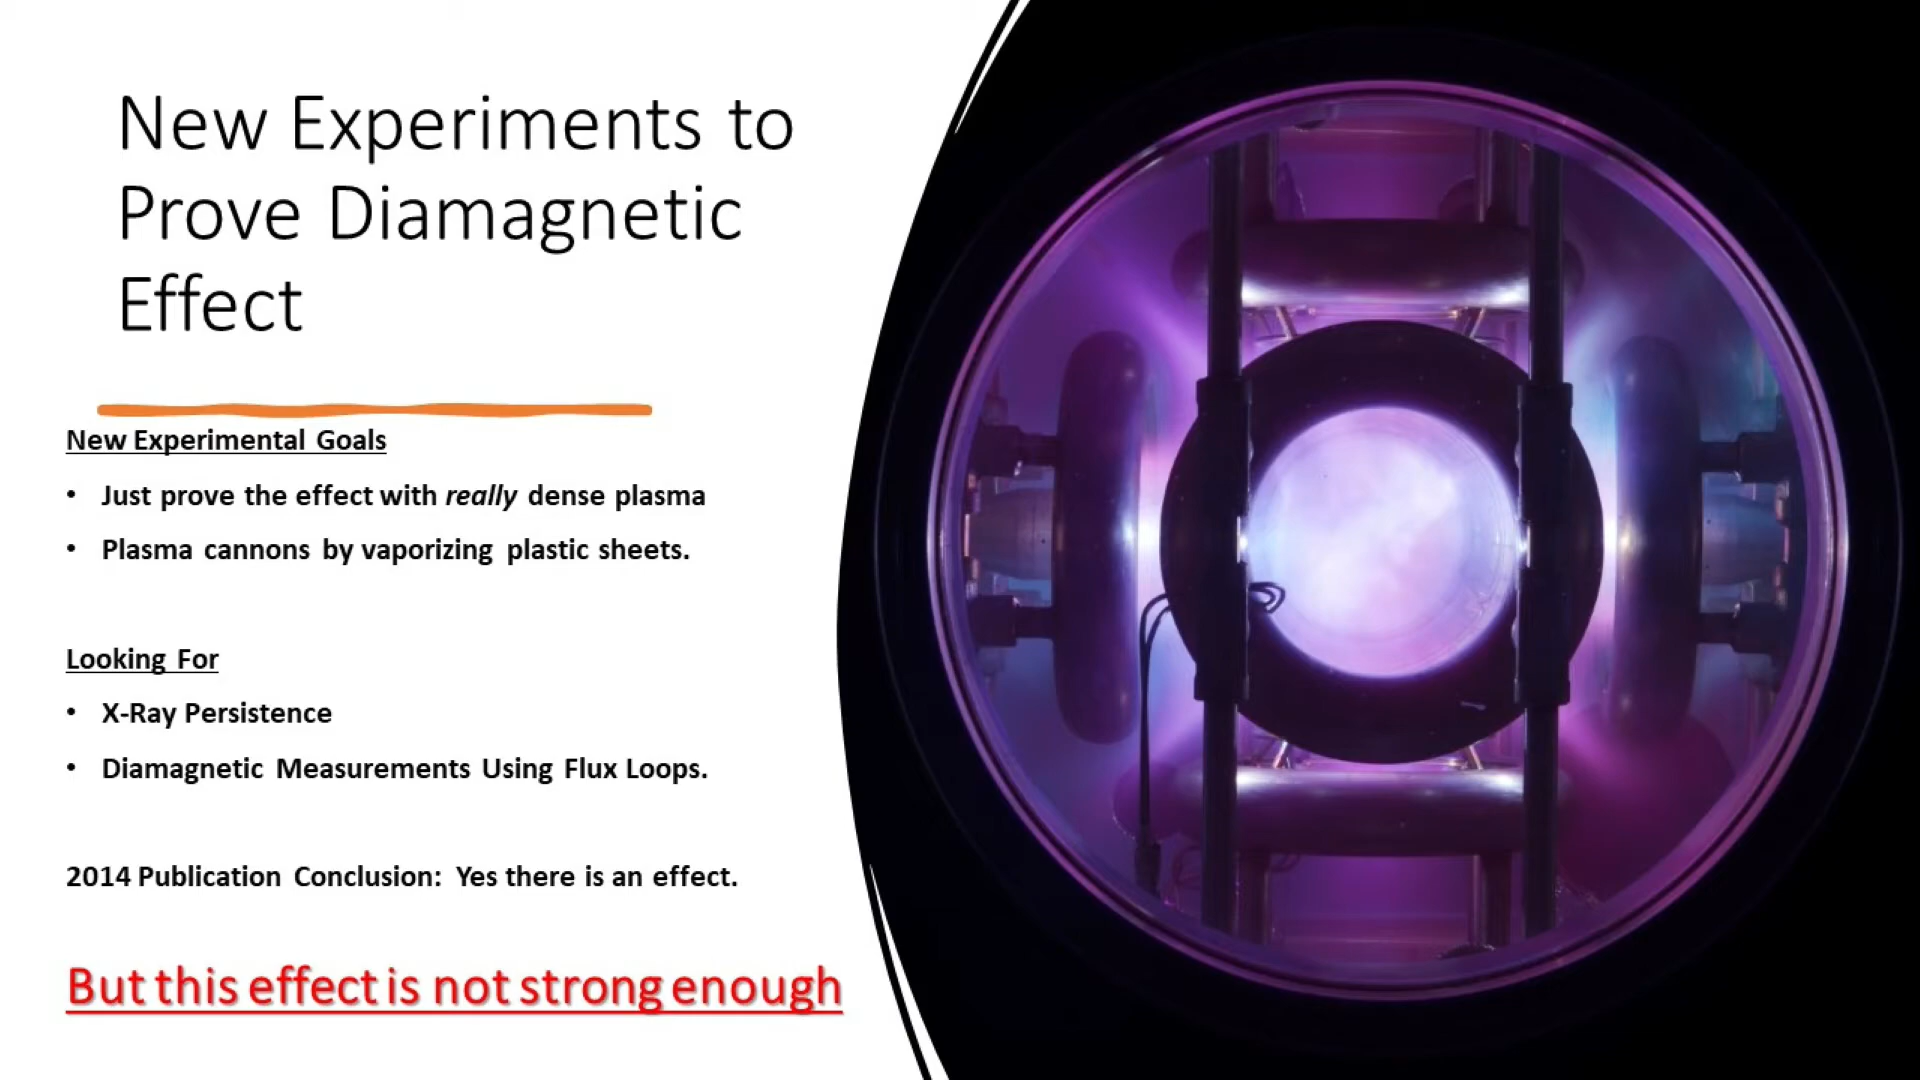 New Experiments to
Prove Diamagnetic
Effect
New Experimental Goals
• Just prove the effect with really dense plasma
• Plasma cannons by vaporizing plastic sheets.
Looking For
• X-Ray Persistence
• Diamagnetic Measurements Using Flux Loops.
2014 Publication Conclusion: Yes there is an effect.
But this effect is not strong enough